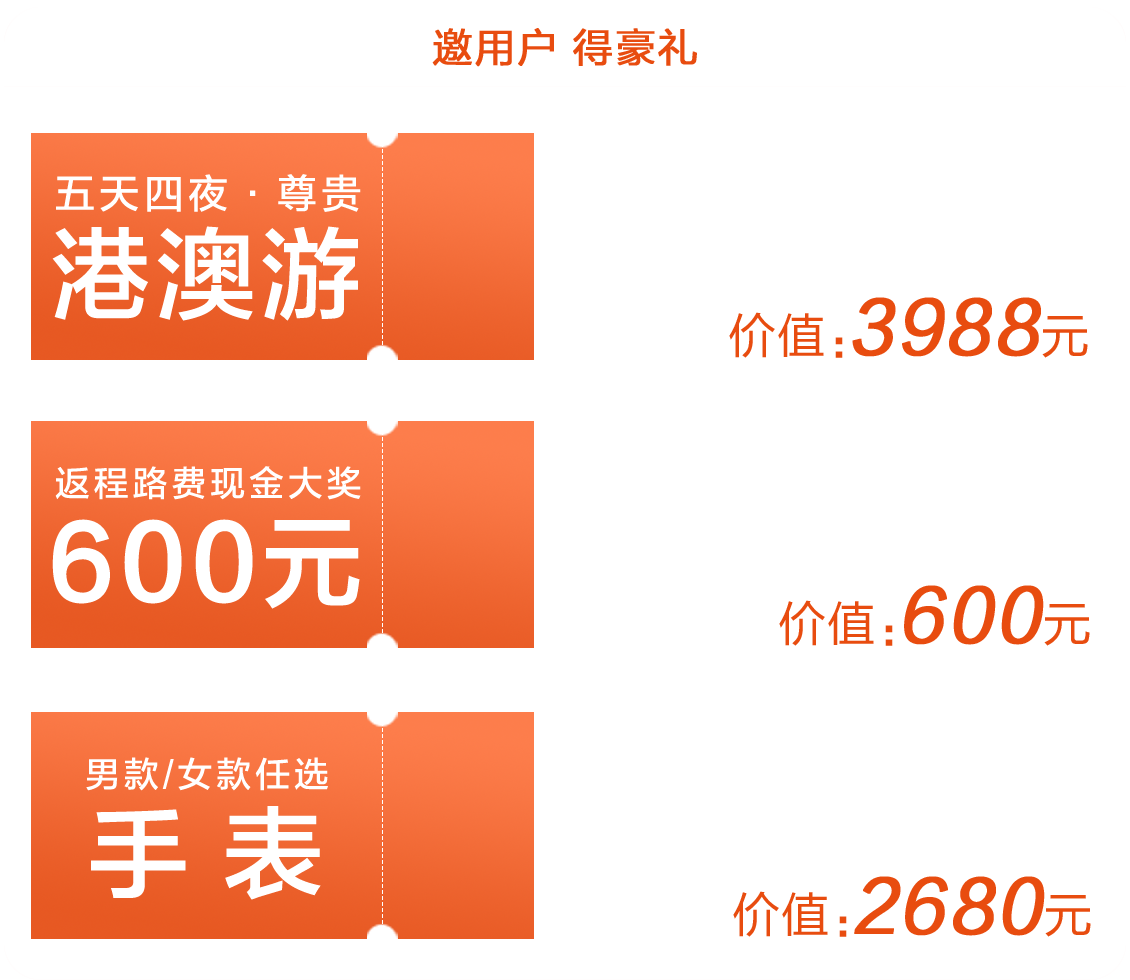 邀用户 得豪礼
五天四夜 · 尊贵
港澳游
价值:3988元
返程路费现金大奖
600元
价值:600元
男款/女款任选
手 表
价值:2680元